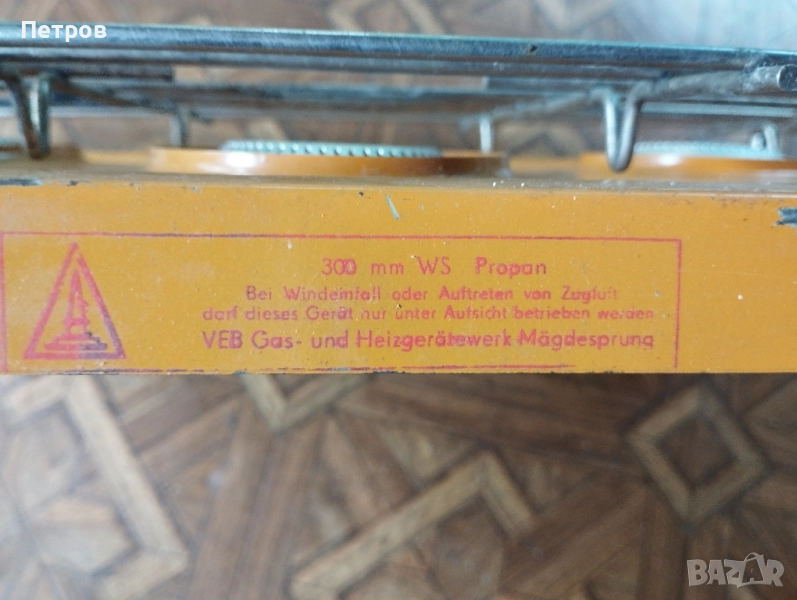 Петров
300 mm WS Propan
Bei Windeinfall oder Auftreten von Zugluft
darf dieses Gerät nur unter Aufsicht betrieben werden
VEB Gas- und Heizgerätewerk Mägdesprung
BAZAR